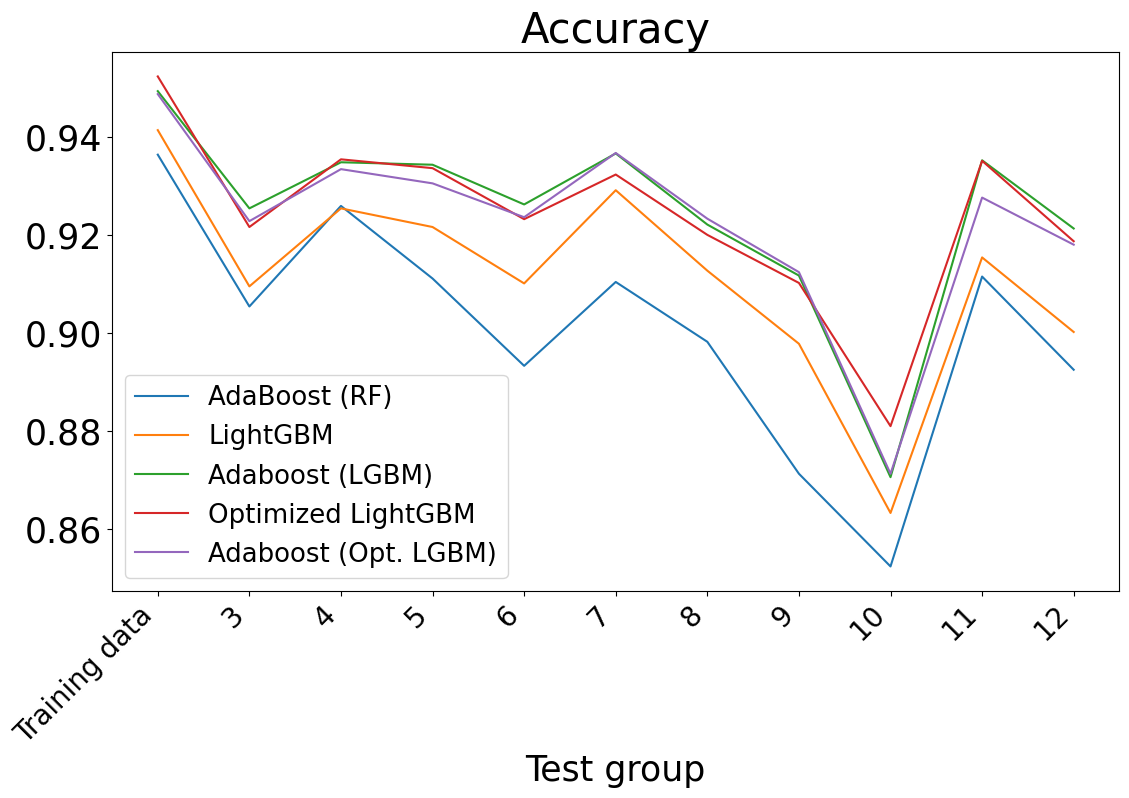 Accuracy
0.94
0.92
0.90
0.88
0.86
AdaBoost (RF)
LightGBM
Adaboost (LGBM)
Optimized LightGBM
Adaboost (Opt. LGBM)
Training data
3
4
5
6
7
8
9
10
11
12
Test group